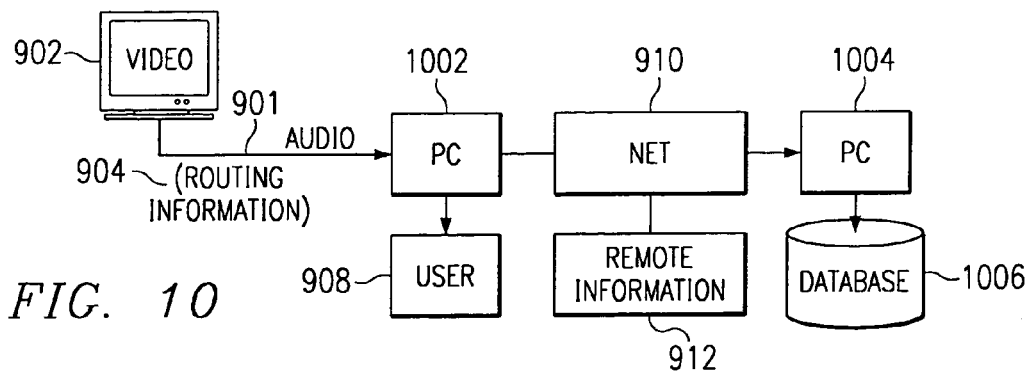 902
VIDEO
901
AUDIO
904
(ROUTING
INFORMATION)
1002
PC
908
USER
910
NET
REMOTE
INFORMATION
912
1004
PC
DATABASE
1006
FIG. 10